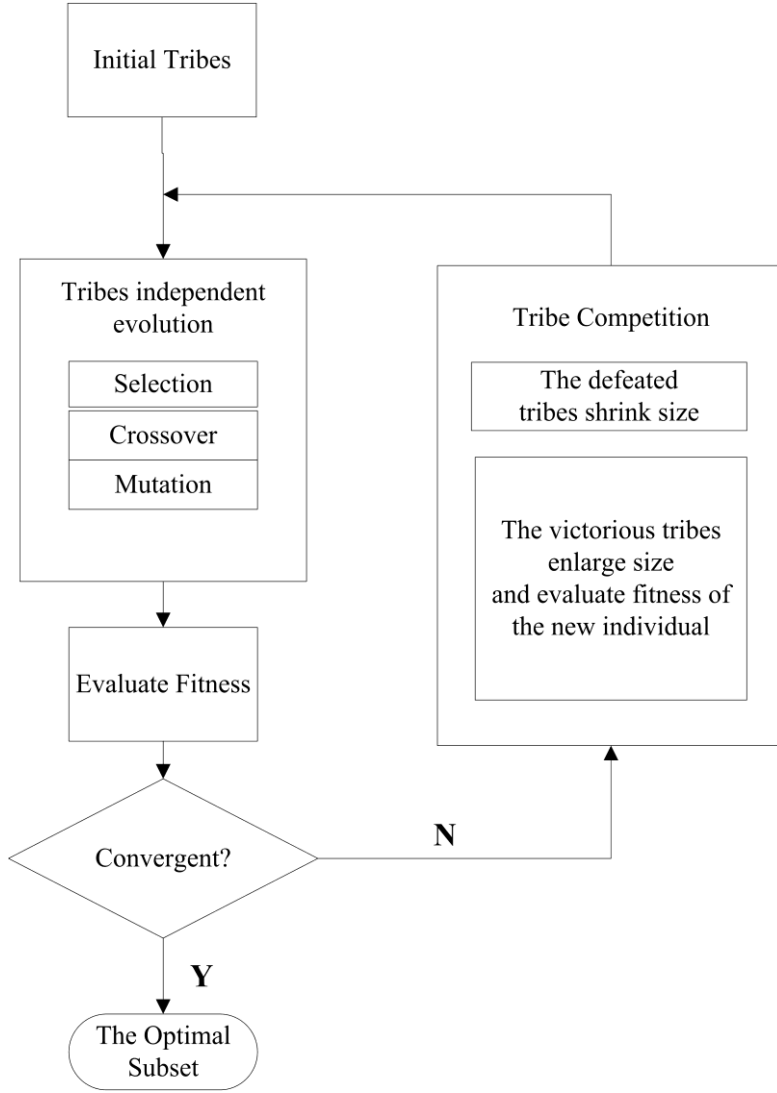 Initial Tribes
Tribes independent
evolution
Selection
Crossover
Mutation
Evaluate Fitness
Convergent?
N
Y
The Optimal
Subset
Tribe Competition
The defeated
tribes shrink size
The victorious tribes
enlarge size
and evaluate fitness of
the new individual